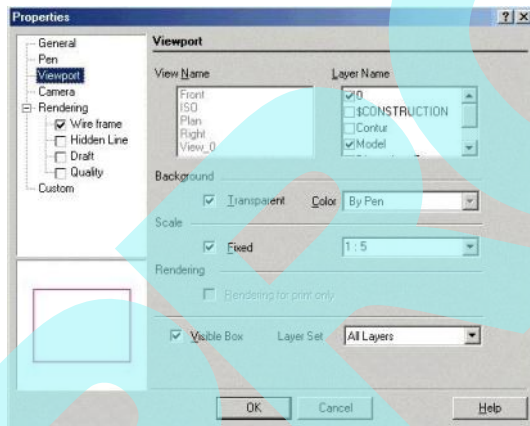 Properties
General
Pen
Viewport
Camera
Rendering
Wire frame
Hidden Line
Draft
Quality
Custom
Viewport
View Name
Front
ISO
Plan
Right
View_0
Layer Name
0
$CONSTRUCTION
Contur
Model
Background
Transparent
Color
By Pen
Scale
Fixed
1 : 5
Rendering
Rendering for print only
Visible Box
Layer Set
All Layers
OK
Cancel
Help